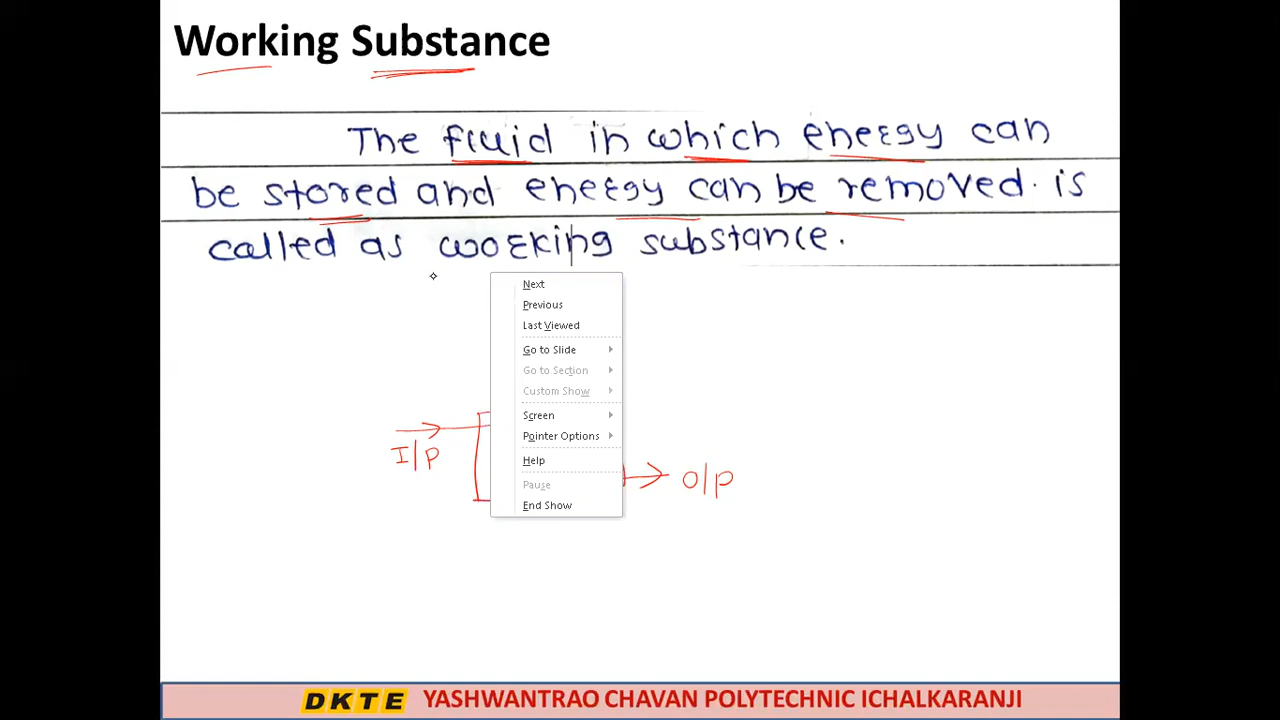 Working Substance
The fluid in which energy can
be stored and energy can be removed. is
called as working substance.
Next
Previous
Last Viewed
Go to Slide
Go to Section
Custom Show
Screen
Pointer Options
Help
Pause
End Show
I/P
O/P
DKTE YASHWANTRAO CHAVAN POLYTECHNIC ICHALKARANJI